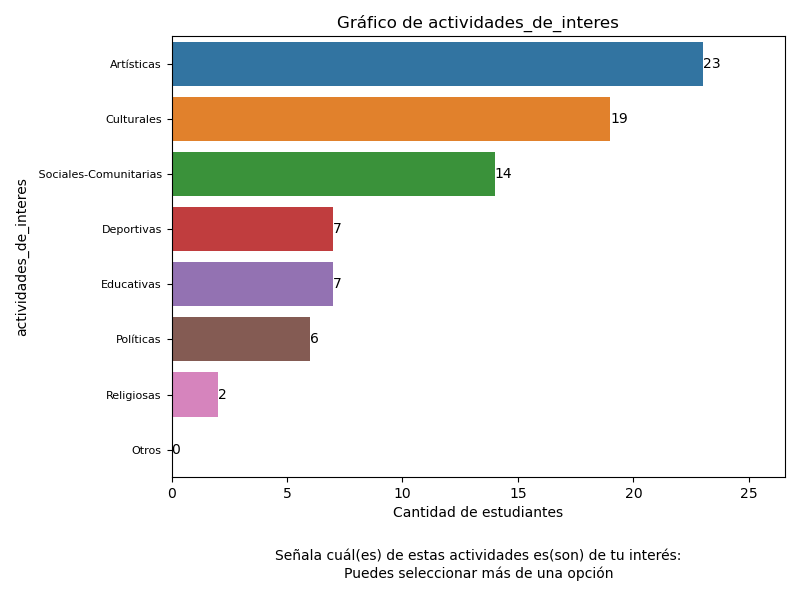 Gráfico de actividades_de_interes
actividades_de_interes
Artísticas
23
Culturales
19
Sociales-Comunitarias
14
Deportivas
7
Educativas
7
Políticas
6
Religiosas
2
Otros
0
0 5 10 15 20 25
Cantidad de estudiantes
Señala cuál(es) de estas actividades es(son) de tu interés:
Puedes seleccionar más de una opción